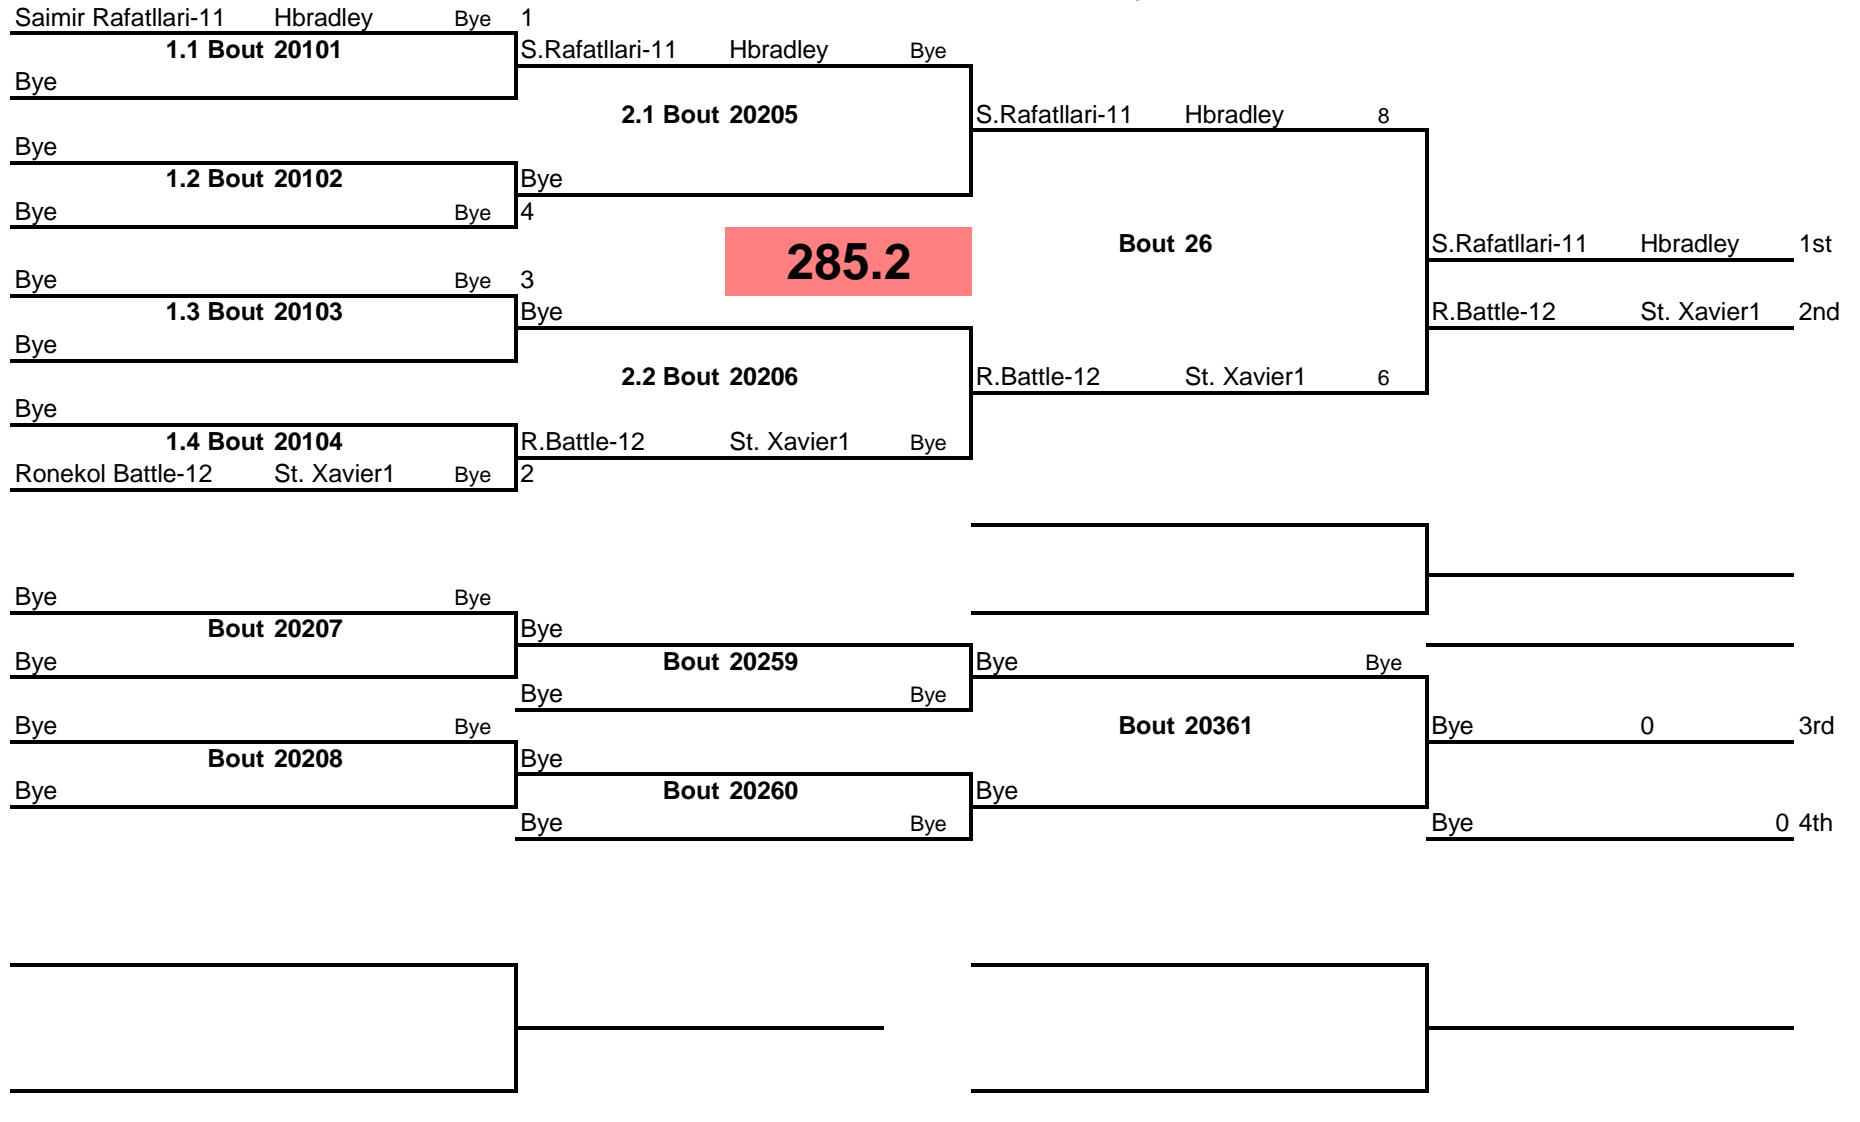 Saimir Rafatllari-11 Hbradley Bye 1
1.1 Bout 20101 S.Rafatllari-11 Hbradley Bye
Bye
2.1 Bout 20205 S.Rafatllari-11 Hbradley 8
Bye
1.2 Bout 20102 Bye
Bye Bye 4
285.2 Bout 26 S.Rafatllari-11 Hbradley 1st
Bye Bye 3
1.3 Bout 20103 Bye R.Battle-12 St. Xavier1 2nd
Bye
2.2 Bout 20206 R.Battle-12 St. Xavier1 6
Bye
1.4 Bout 20104 R.Battle-12 St. Xavier1 Bye
Ronekol Battle-12 St. Xavier1 Bye 2
Bye Bye
Bout 20207 Bye
Bye Bout 20259 Bye Bye
Bye Bye
Bye Bye Bout 20361 Bye 0 3rd
Bout 20208 Bye
Bye Bout 20260 Bye
Bye Bye Bye 0 4th